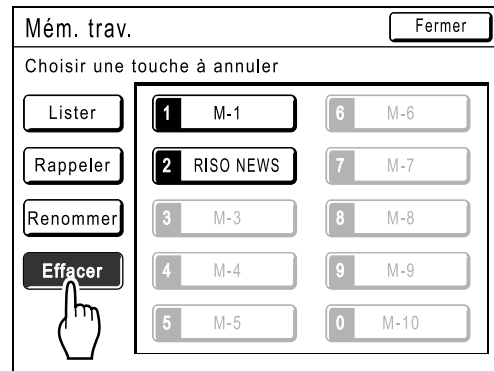 Mém. trav.
Fermer
Choisir une touche à annuler
Lister
1 M-1
6 M-6
Rappeler
2 RISO NEWS
7 M-7
Renommer
3 M-3
8 M-8
Effacer
4 M-4
9 M-9
5 M-5
0 M-10